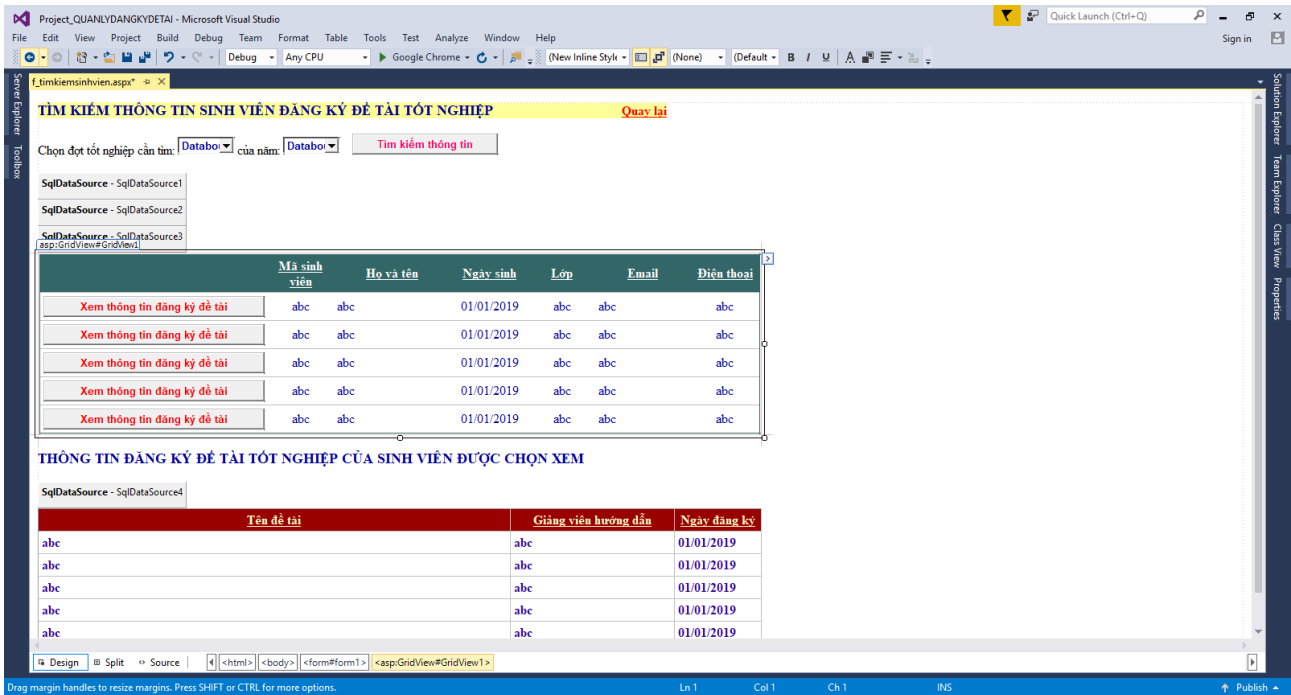 Project_QUANLYDANGKYDETAI - Microsoft Visual Studio
Quick Launch (Ctrl+Q)
File Edit View Project Build Debug Team Format Table Tools Test Analyze Window Help
Sign in
Debug Any CPU Google Chrome (New Inline Style (None) (Default B I U A
f_timkiemsinhvien.aspx*
Server Explorer
Toolbox
Solution Explorer
Team Explorer
Class View
Properties
TÌM KIẾM THÔNG TIN SINH VIÊN ĐĂNG KÝ ĐỀ TÀI TỐT NGHIỆP Quay lại
Chọn đợt tốt nghiệp cần tìm: Databou của năm: Databou Tìm kiếm thông tin
SqlDataSource - SqlDataSource1
SqlDataSource - SqlDataSource2
SqlDataSource - SqlDataSource3
asp:GridView#GridView1
Mã sinh viên Họ và tên Ngày sinh Lớp Email Điện thoại
Xem thông tin đăng ký đề tài abc abc 01/01/2019 abc abc abc
Xem thông tin đăng ký đề tài abc abc 01/01/2019 abc abc abc
Xem thông tin đăng ký đề tài abc abc 01/01/2019 abc abc abc
Xem thông tin đăng ký đề tài abc abc 01/01/2019 abc abc abc
Xem thông tin đăng ký đề tài abc abc 01/01/2019 abc abc abc
THÔNG TIN ĐĂNG KÝ ĐỀ TÀI TỐT NGHIỆP CỦA SINH VIÊN ĐƯỢC CHỌN XEM
SqlDataSource - SqlDataSource4
Tên đề tài Giảng viên hướng dẫn Ngày đăng ký
abc abc 01/01/2019
abc abc 01/01/2019
abc abc 01/01/2019
abc abc 01/01/2019
abc abc 01/01/2019
Design Split Source <html> <body> <form#form1> <asp:GridView#GridView1>
Drag margin handles to resize margins. Press SHIFT or CTRL for more options. Ln 1 Col 1 Ch 1 INS Publish